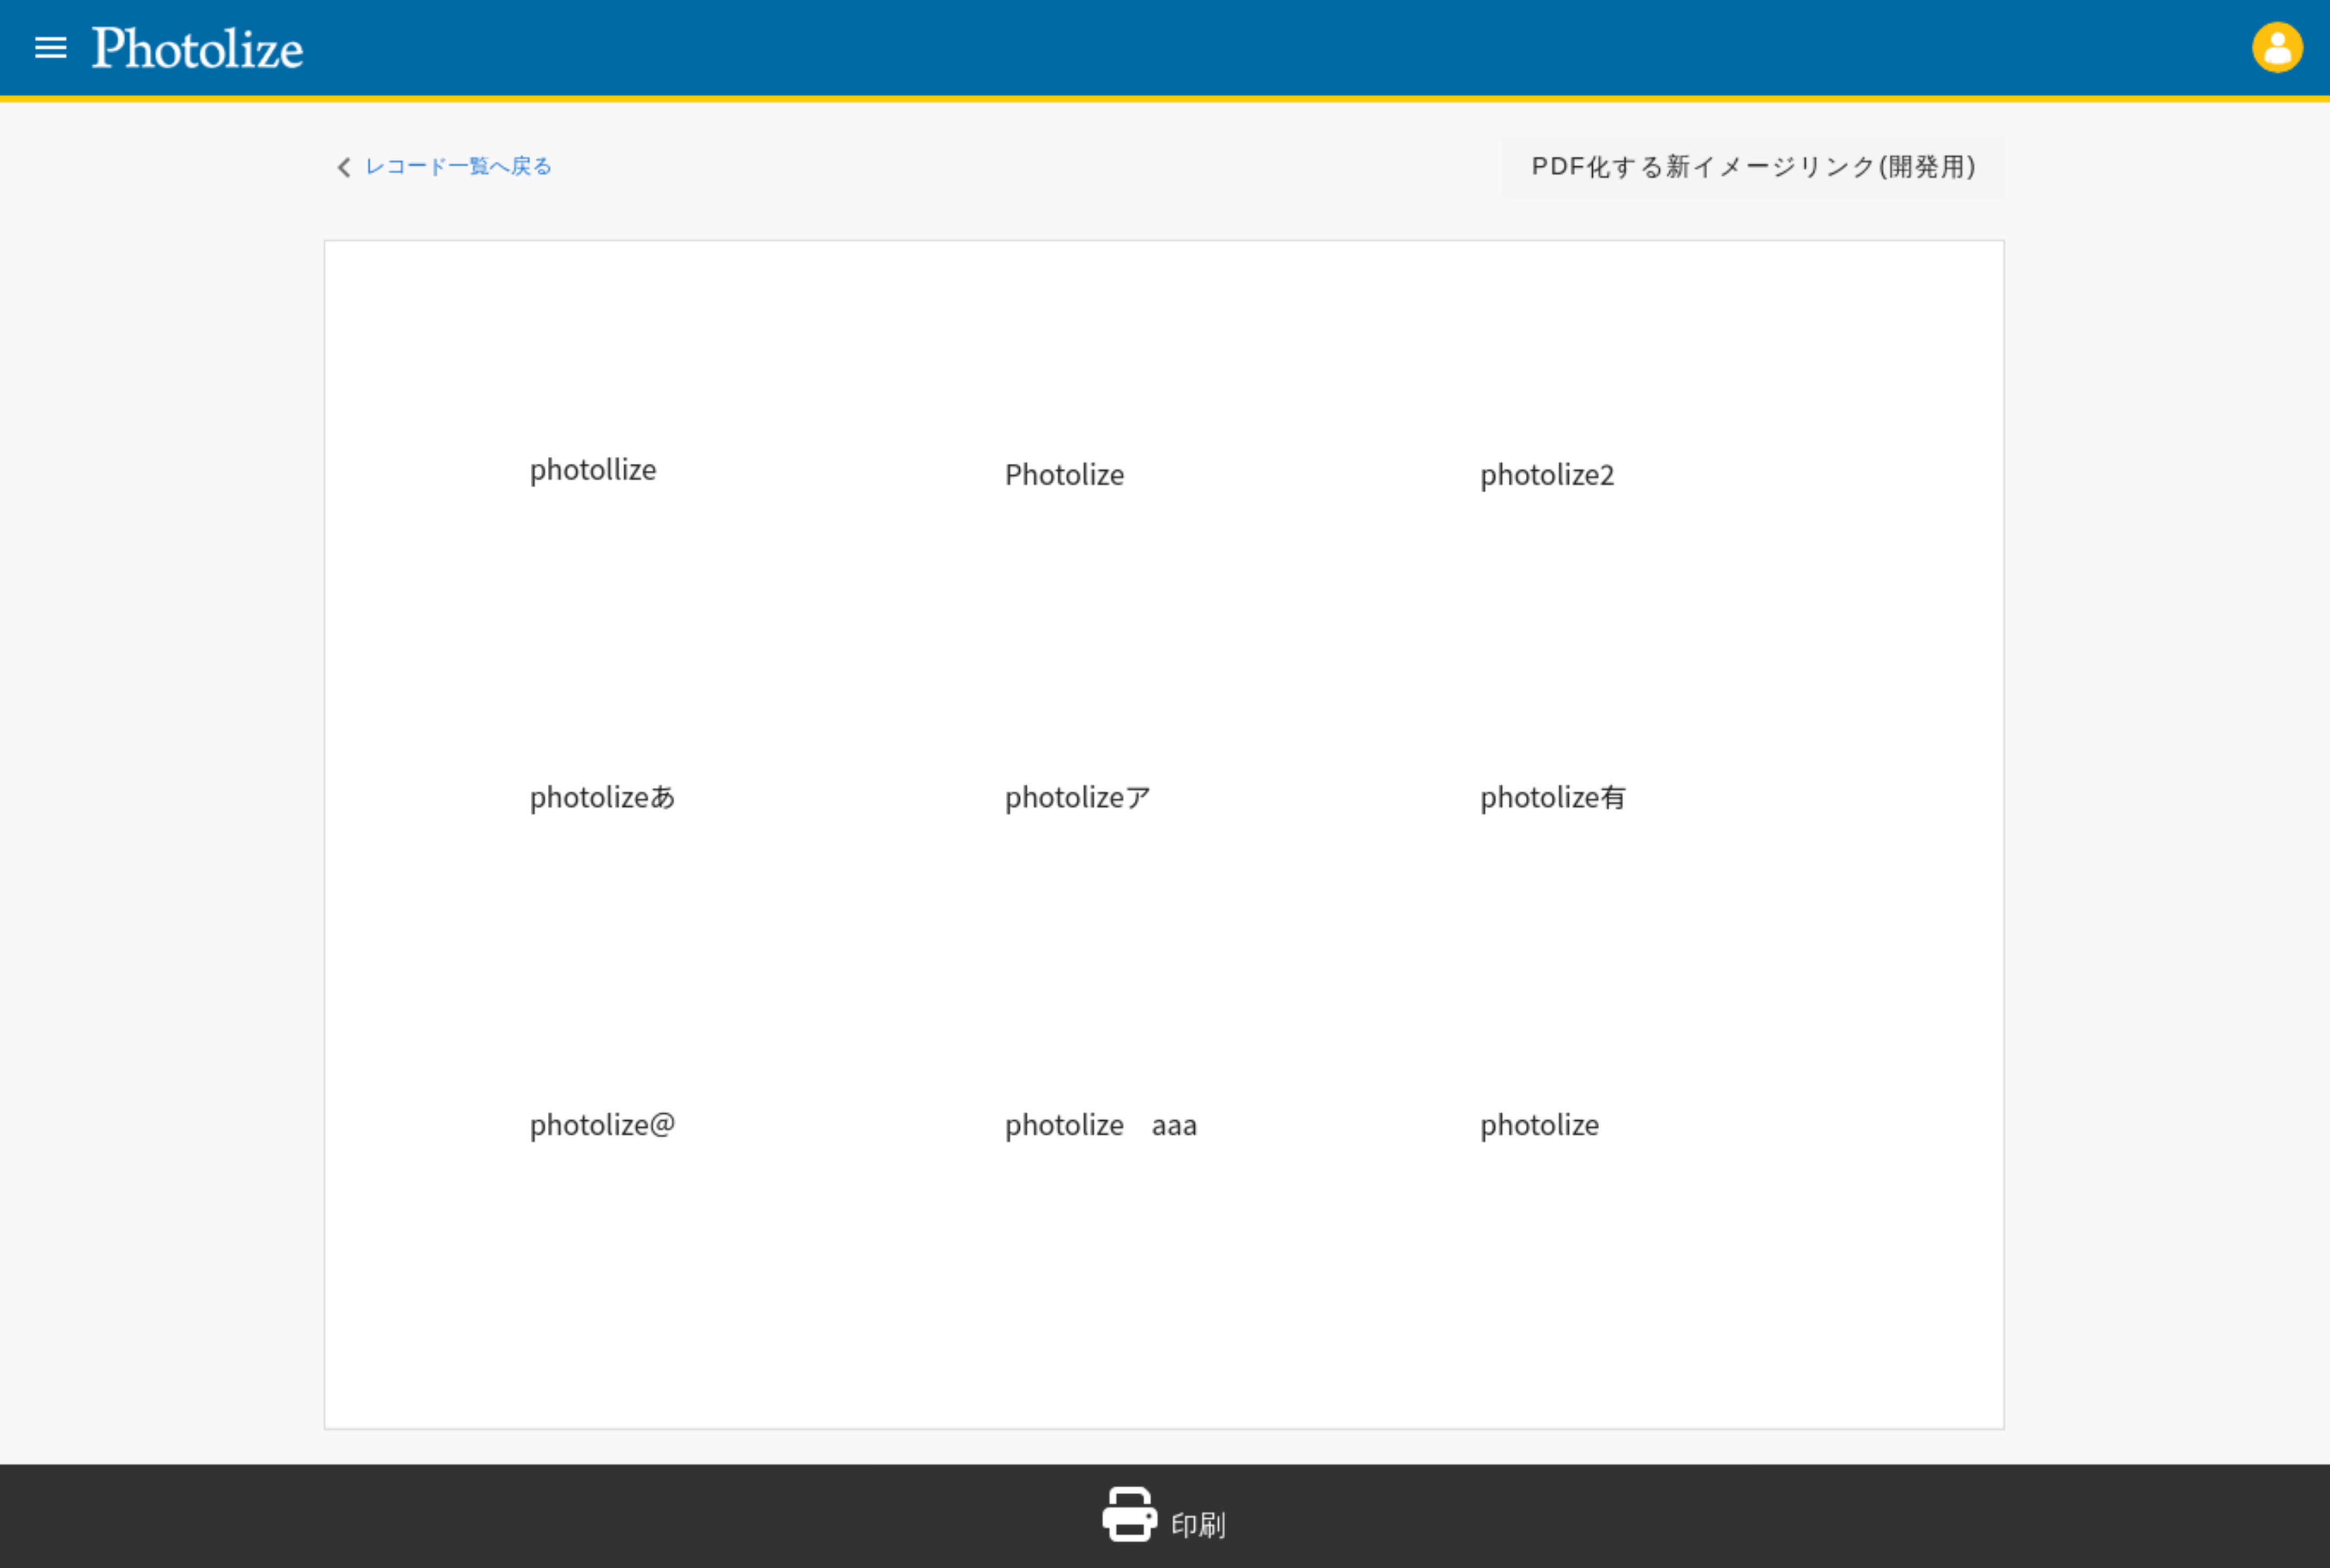 Photolize
レコード一覧へ戻る
PDF化する新イメージリンク(開発用)
photollize
Photolize
photolize2
photolizeあ
photolizeア
photolize有
photolize@
photolize　aaa
photolize
印刷